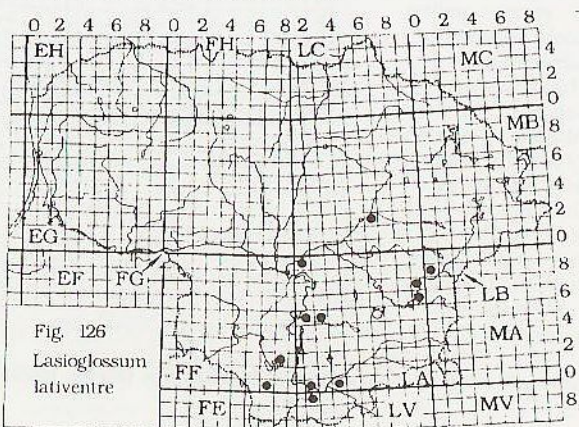 0 2 4 6 8 0 2 4 6 8 0 2 4 6 8 0 2 4 6 8
EH FH LC MC
4
2
0
MB
8
6
4
2
EG
0
EF FG
8
LB
6
MA
4
Fig. 126
Lasioglossum
lativentre
2
FF LA
0
FE LV MV
8